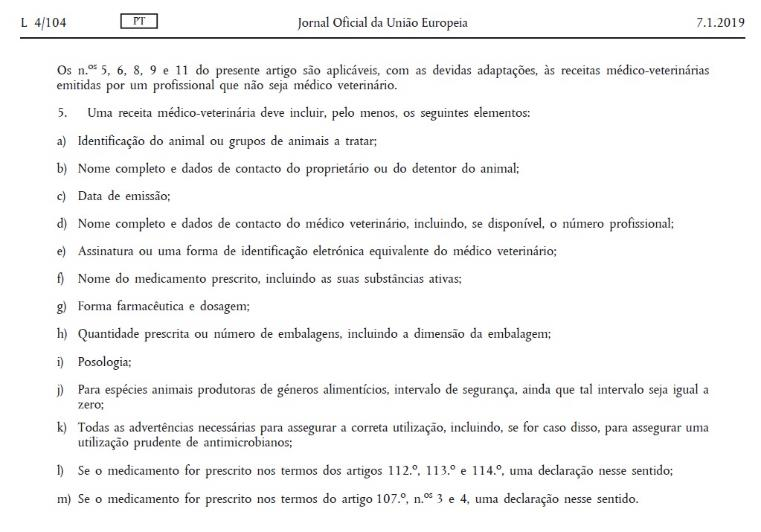 L 4/104 PT Jornal Oficial da União Europeia 7.1.2019
Os n.ºˢ 5, 6, 8, 9 e 11 do presente artigo são aplicáveis, com as devidas adaptações, às receitas médico-veterinárias
emitidas por um profissional que não seja médico veterinário.
5. Uma receita médico-veterinária deve incluir, pelo menos, os seguintes elementos:
a) Identificação do animal ou grupos de animais a tratar;
b) Nome completo e dados de contacto do proprietário ou do detentor do animal;
c) Data de emissão;
d) Nome completo e dados de contacto do médico veterinário, incluindo, se disponível, o número profissional;
e) Assinatura ou uma forma de identificação eletrónica equivalente do médico veterinário;
f) Nome do medicamento prescrito, incluindo as suas substâncias ativas;
g) Forma farmacêutica e dosagem;
h) Quantidade prescrita ou número de embalagens, incluindo a dimensão da embalagem;
i) Posologia;
j) Para espécies animais produtoras de géneros alimentícios, intervalo de segurança, ainda que tal intervalo seja igual a
zero;
k) Todas as advertências necessárias para assegurar a correta utilização, incluindo, se for caso disso, para assegurar uma
utilização prudente de antimicrobianos;
l) Se o medicamento for prescrito nos termos dos artigos 112.º, 113.º e 114.º, uma declaração nesse sentido;
m) Se o medicamento for prescrito nos termos do artigo 107.º, n.ºˢ 3 e 4, uma declaração nesse sentido.